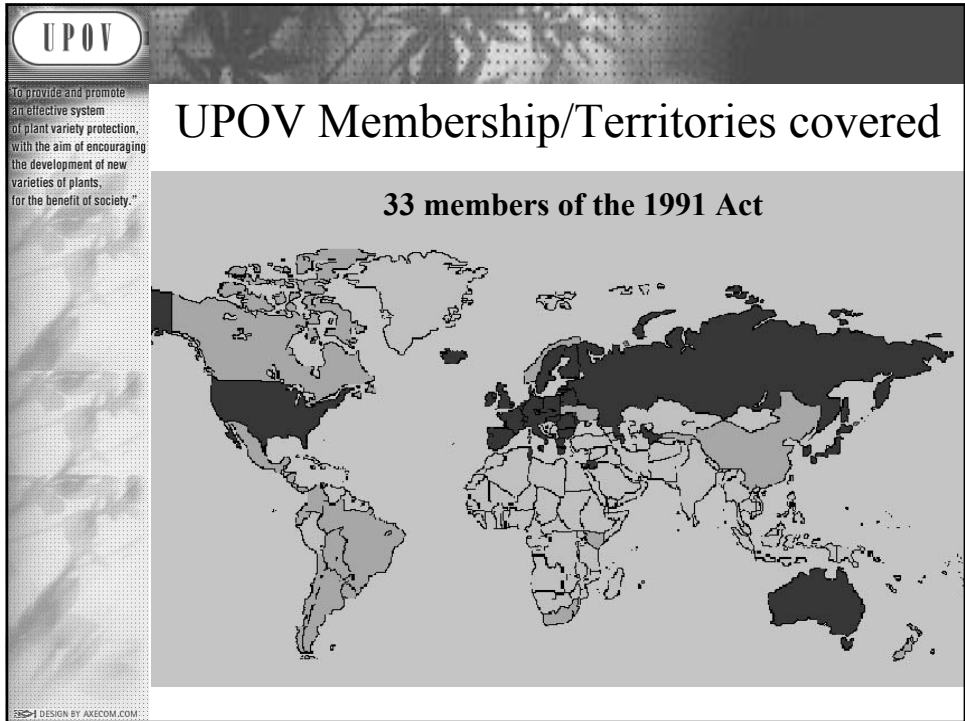 UPOV
"To provide and promote
an effective system
of plant variety protection,
with the aim of encouraging
the development of new
varieties of plants,
for the benefit of society."
UPOV Membership/Territories covered
33 members of the 1991 Act
DESIGN BY AXECOM.COM